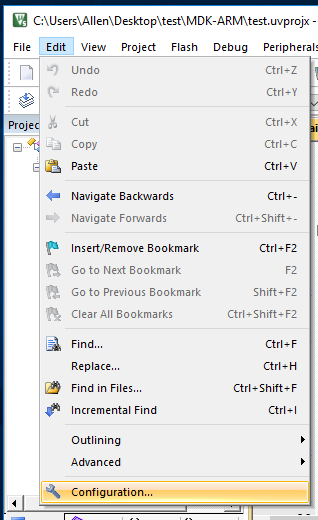 C:\Users\Allen\Desktop\test\MDK-ARM\test.uvprojx -
File Edit View Project Flash Debug Peripherals
Projec
Undo Ctrl+Z
Redo Ctrl+Y
Cut Ctrl+X
Copy Ctrl+C
Paste Ctrl+V
Navigate Backwards Ctrl+-
Navigate Forwards Ctrl+Shift+-
Insert/Remove Bookmark Ctrl+F2
Go to Next Bookmark F2
Go to Previous Bookmark Shift+F2
Clear All Bookmarks Ctrl+Shift+F2
Find... Ctrl+F
Replace... Ctrl+H
Find in Files... Ctrl+Shift+F
Incremental Find Ctrl+I
Outlining
Advanced
Configuration...